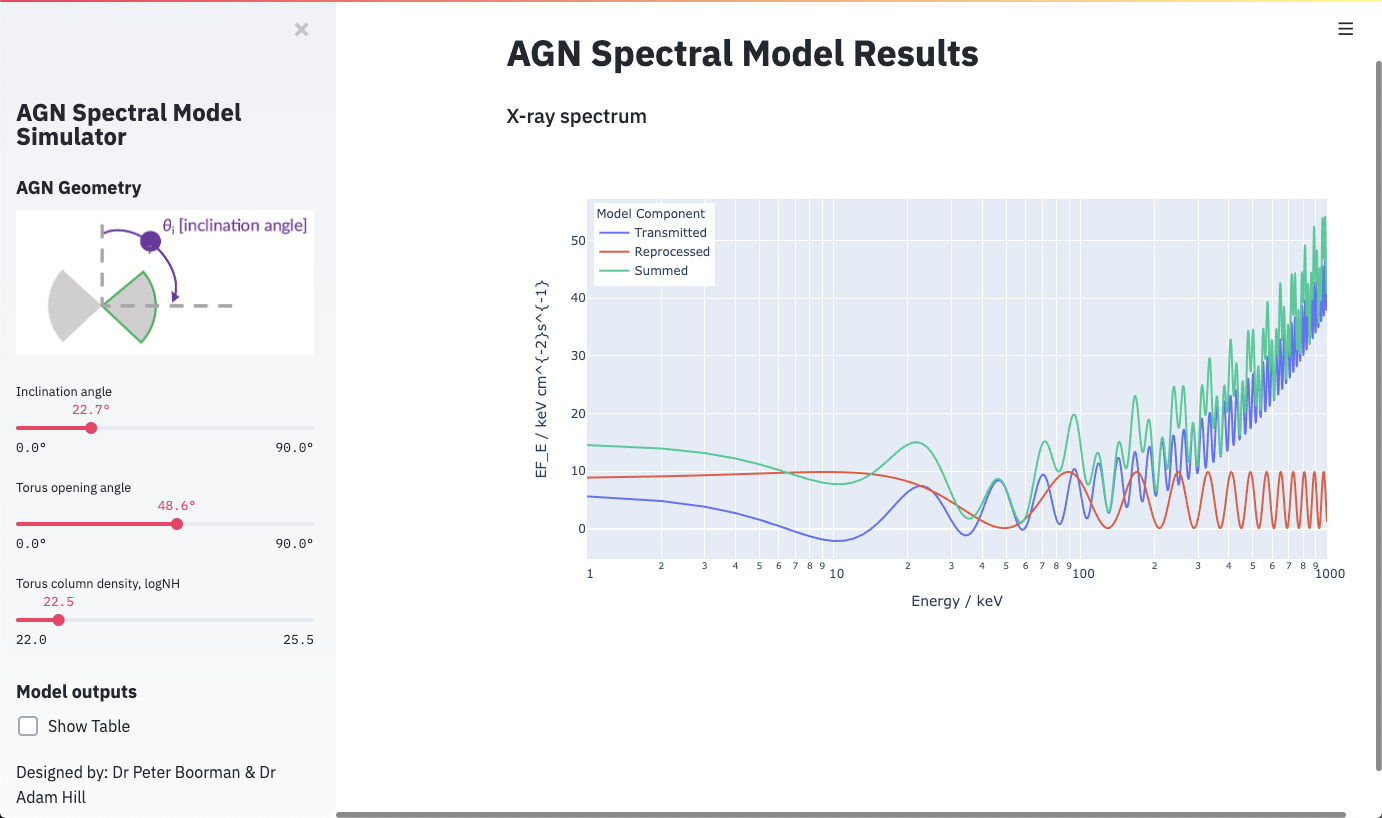 ×
AGN Spectral Model
Simulator
AGN Geometry
θi [inclination angle]
Inclination angle
22.7°
0.0° 90.0°
Torus opening angle
48.6°
0.0° 90.0°
Torus column density, logNH
22.5
22.0 25.5
Model outputs
Show Table
Designed by: Dr Peter Boorman & Dr
Adam Hill
AGN Spectral Model Results
X-ray spectrum
Model Component
Transmitted
Reprocessed
Summed
EF_E / keV cm^{-2}s^{-1}
50
40
30
20
10
0
1 2 3 4 5 6 7 8 9 10 2 3 4 5 6 7 8 9 100 2 3 4 5 6 7 8 9 1000
Energy / keV